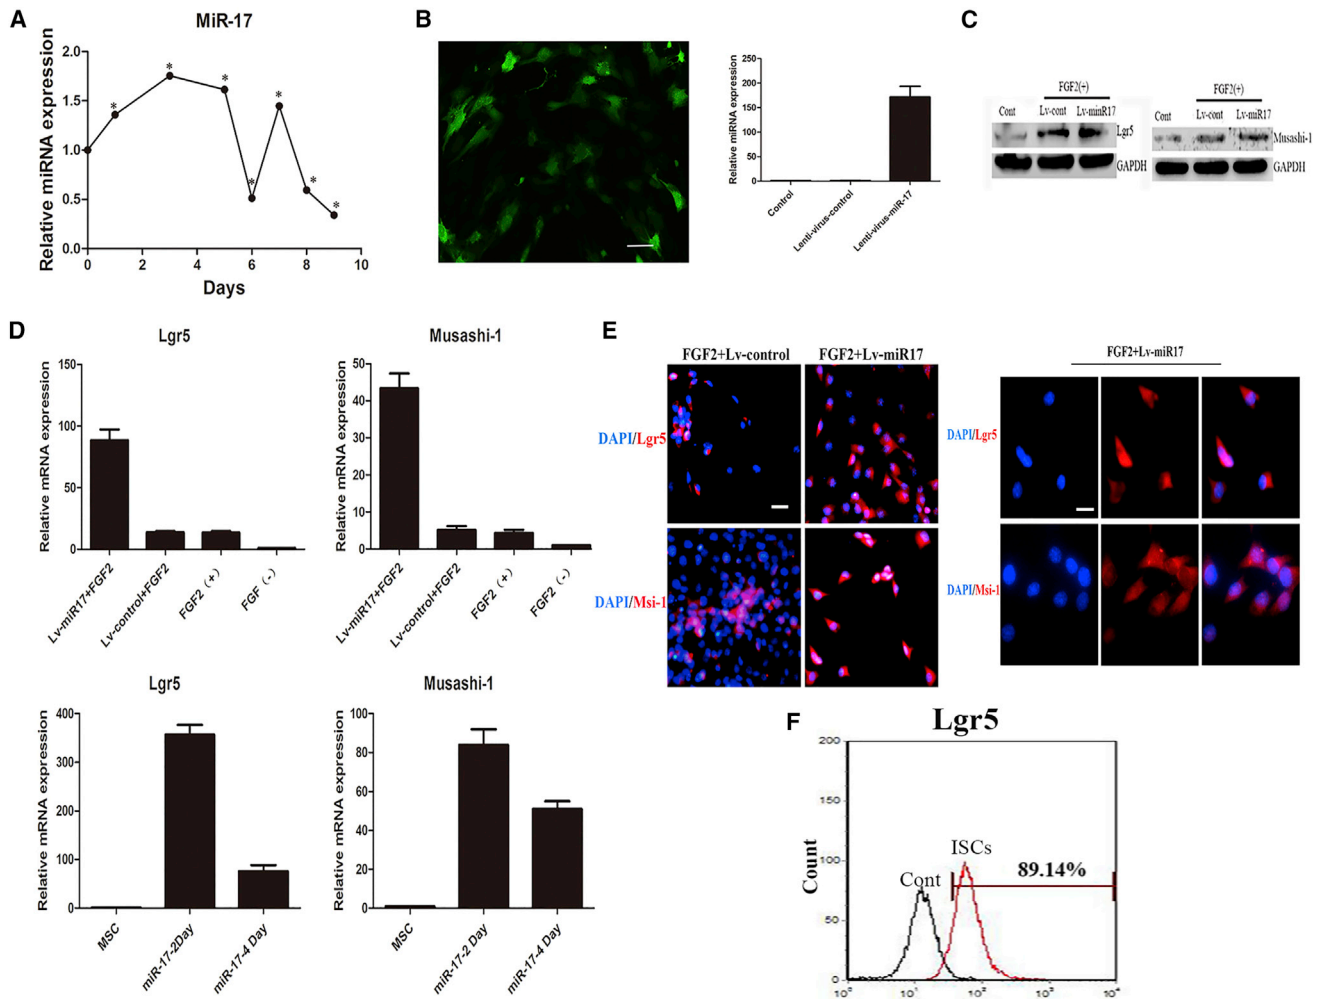 A
MiR-17
Relative miRNA expression
2.0
1.5
1.0
0.5
0.0
* * * * * * * *
0 2 4 6 8 10
Days
B
Relative miRNA expression
250
200
150
100
50
0
Control
Lenti-virus-control
Lenti-virus-miR-17
C
FGF2(+)
Cont Lv-cont Lv-minR17
Lgr5
GAPDH
FGF2(+)
Cont Lv-cont Lv-miR17
Musashi-1
GAPDH
D
Lgr5
Relative mRNA expression
150
100
50
0
Lv-miR17+FGF2
Lv-control+FGF2
FGF2 (+)
FGF (-)
Musashi-1
Relative mRNA expression
50
40
30
20
10
0
Lv-miR17+FGF2
Lv-control+FGF2
FGF2 (+)
FGF2 (-)
Lgr5
Relative mRNA expression
400
300
200
100
0
MSC
miR-17-2Day
miR-17-4 Day
Musashi-1
Relative mRNA expression
100
80
60
40
20
0
MSC
miR-17-2 Day
miR-17-4 Day
E
FGF2+Lv-control
FGF2+Lv-miR17
DAPI/Lgr5
DAPI/Msi-1
FGF2+Lv-miR17
DAPI/Lgr5
DAPI/Msi-1
F
Lgr5
Count
200
150
100
50
0
Cont
ISCs
89.14%
10⁰ 10¹ 10² 10³ 10⁴